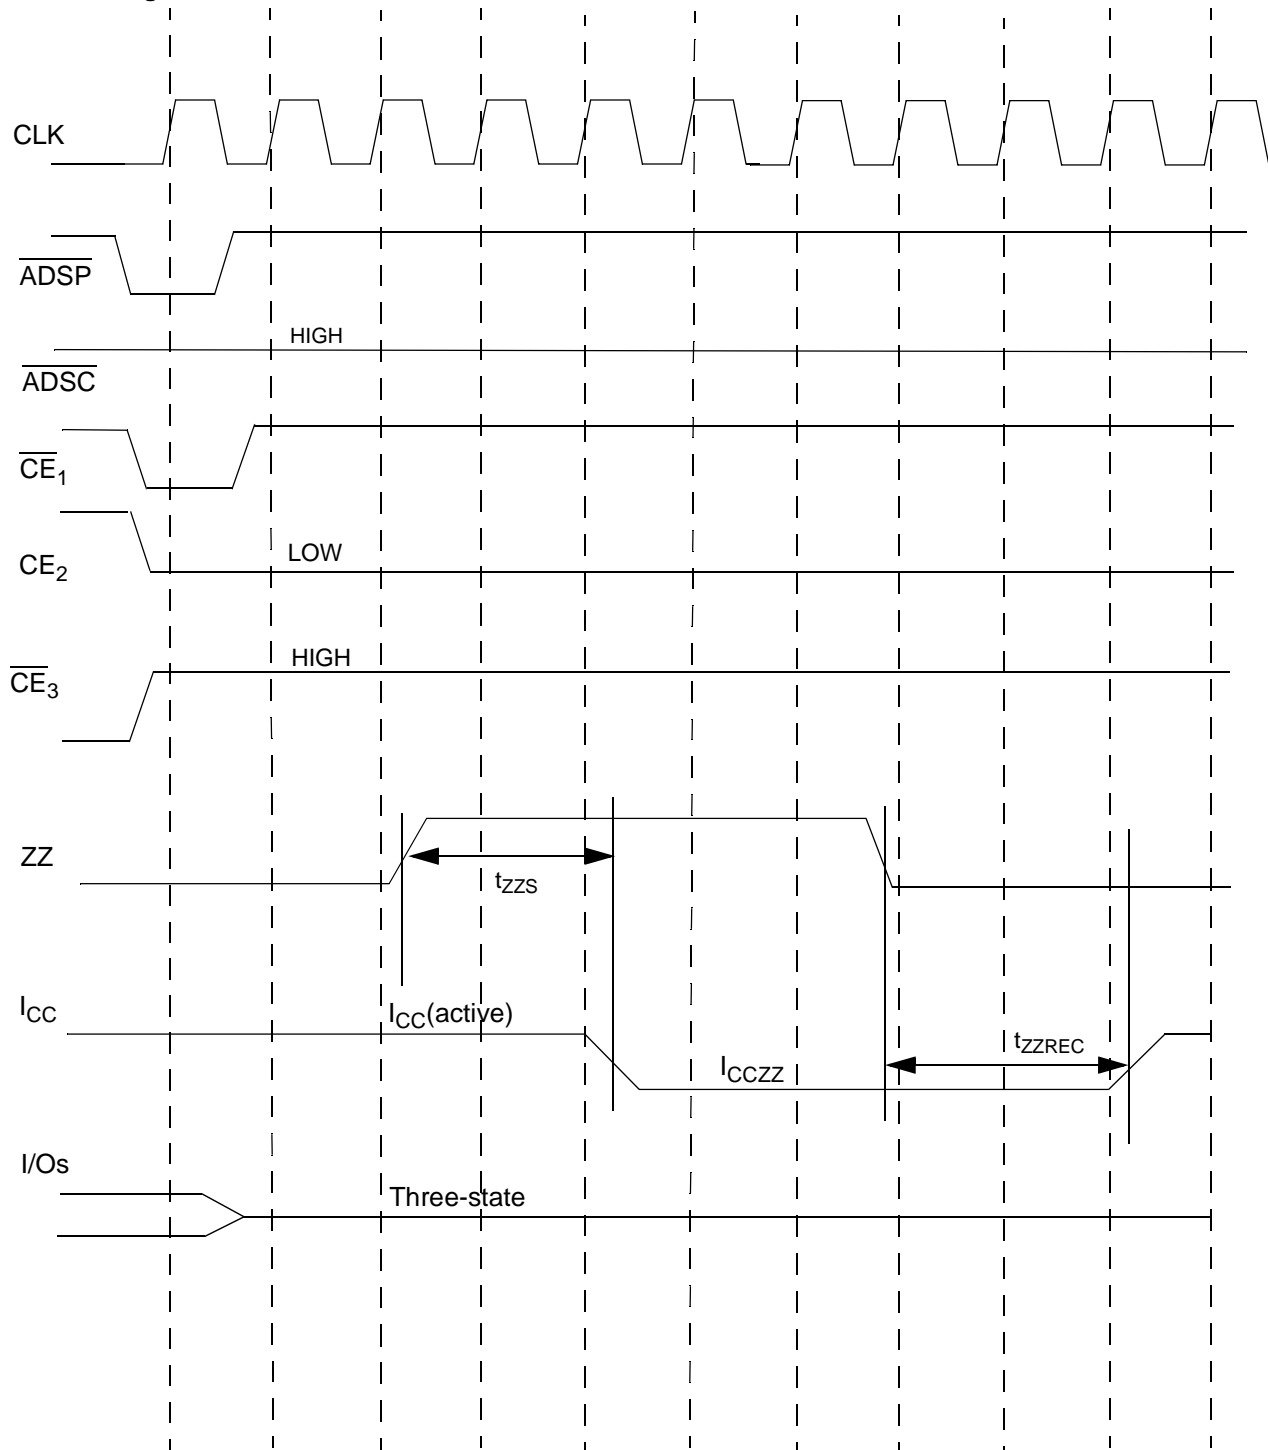 CLK
ADSP
HIGH
ADSC
CE1
LOW
CE2
HIGH
CE3
ZZ
tZZS
ICC
ICC(active)
tZZREC
ICCZZ
I/Os
Three-state